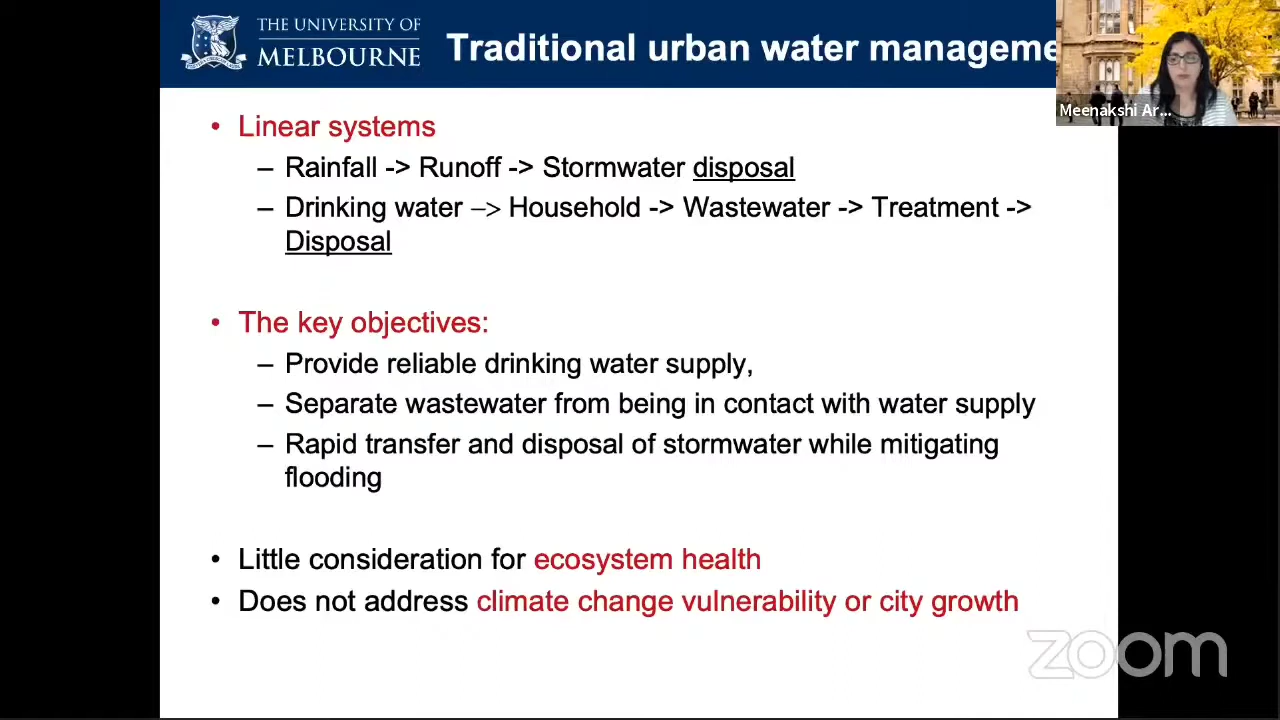 THE UNIVERSITY OF
MELBOURNE
Traditional urban water manageme
Meenakshi Ar...
• Linear systems
– Rainfall -> Runoff -> Stormwater disposal
– Drinking water –> Household -> Wastewater -> Treatment ->
Disposal
• The key objectives:
– Provide reliable drinking water supply,
– Separate wastewater from being in contact with water supply
– Rapid transfer and disposal of stormwater while mitigating
flooding
• Little consideration for ecosystem health
• Does not address climate change vulnerability or city growth
zoom